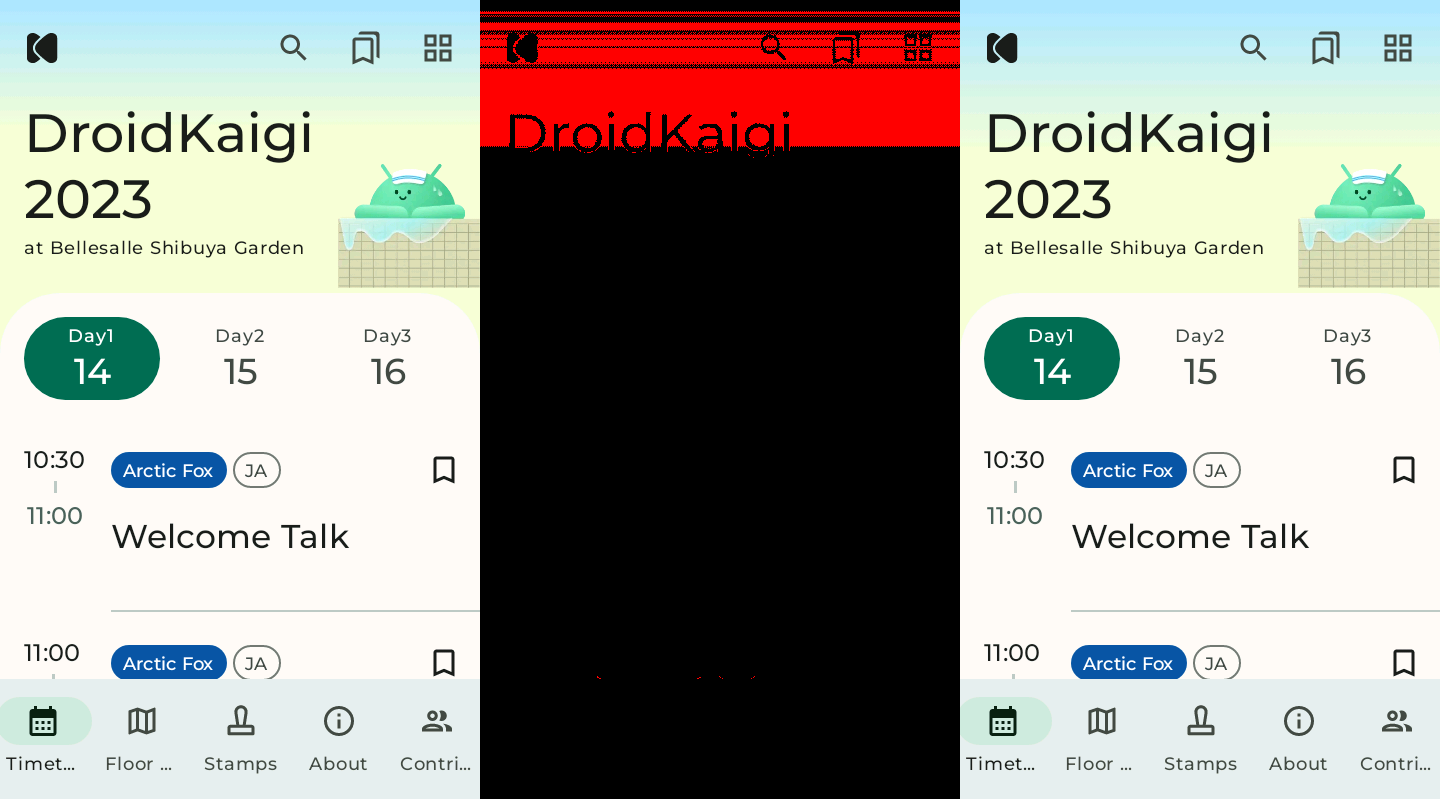 DroidKaigi
2023
at Bellesalle Shibuya Garden
Day1
14
Day2
15
Day3
16
10:30
11:00
Arctic Fox
JA
Welcome Talk
11:00
Arctic Fox
JA
Timet...
Floor ...
Stamps
About
Contri...
DroidKaigi
DroidKaigi
2023
at Bellesalle Shibuya Garden
Day1
14
Day2
15
Day3
16
10:30
11:00
Arctic Fox
JA
Welcome Talk
11:00
Arctic Fox
JA
Timet...
Floor ...
Stamps
About
Contri...